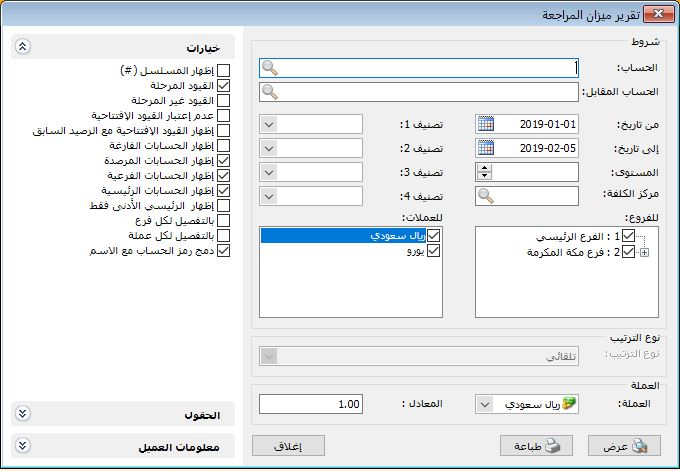 تقرير ميزان المراجعة
شروط
الحساب:
الحساب المقابل:
من تاريخ:
2019-01-01
تصنيف 1:
إلى تاريخ:
2019-02-05
تصنيف 2:
المستوى:
تصنيف 3:
مركز الكلفة:
تصنيف 4:
للفروع:
للعملات:
1 : الفرع الرئيسي
2 : فرع مكة المكرمة
ريال سعودي
يورو
نوع الترتيب
نوع الترتيب:
تلقائي
العملة
العملة:
ريال سعودي
المعادل :
1.00
عرض
طباعة
إغلاق
خيارات
إظهار المسلسل (#)
القيود المرحلة
القيود غير المرحلة
عدم إعتبار القيود الإفتتاحية
إظهار القيود الإفتتاحية مع الرصيد السابق
إظهار الحسابات الفارغة
إظهار الحسابات المرصدة
إظهار الحسابات الفرعية
إظهار الحسابات الرئيسية
إظهار الرئيسي الأدنى فقط
بالتفصيل لكل فرع
بالتفصيل لكل عملة
دمج رمز الحساب مع الاسم
الحقول
معلومات العميل